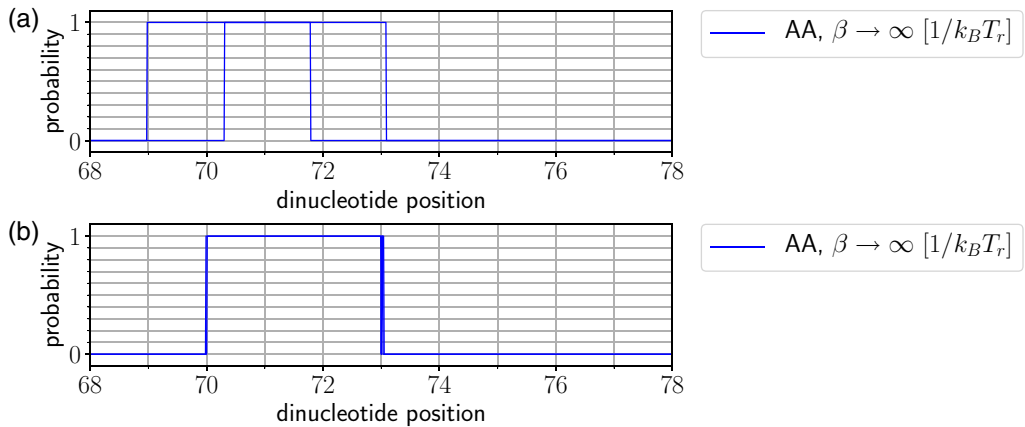 (a)
probability
1
0
68 70 72 74 76 78
dinucleotide position
AA, β → ∞ [1/k_BT_r]
(b)
probability
1
0
68 70 72 74 76 78
dinucleotide position
AA, β → ∞ [1/k_BT_r]